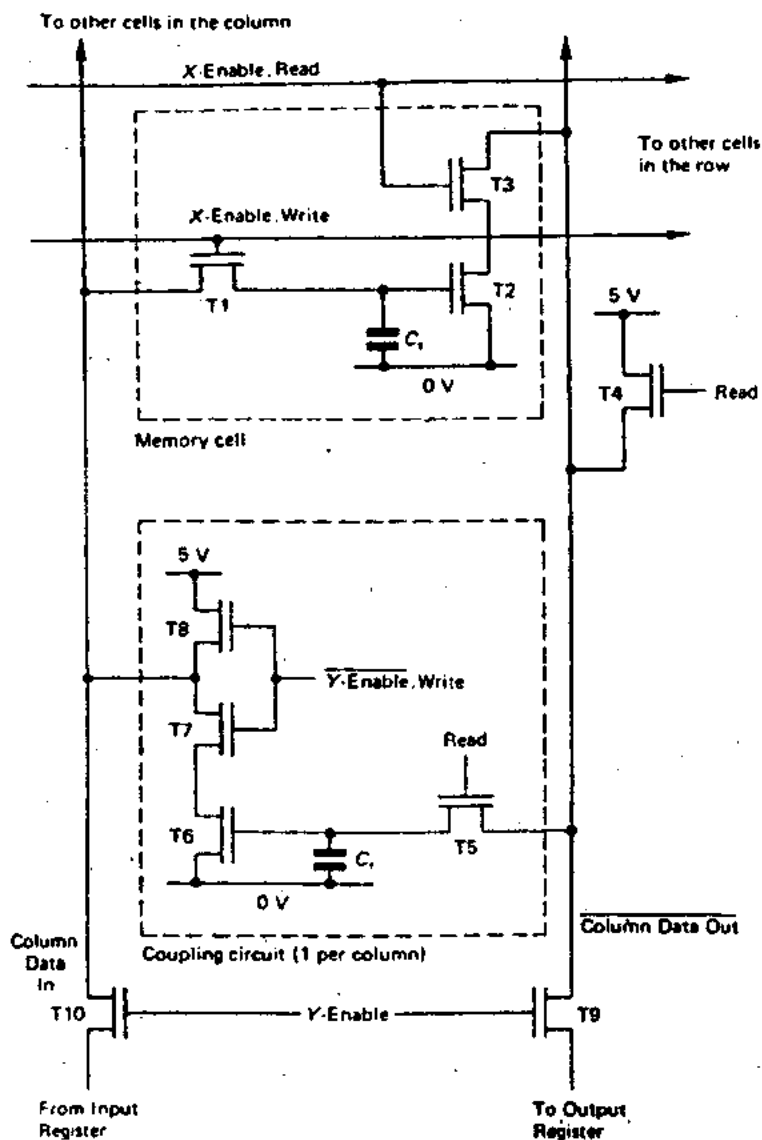 To other cells in the column
X-Enable.Read
To other cells
in the row
T3
X-Enable.Write
T1
T2
C₁
0 V
5 V
T4
Read
Memory cell
5 V
T8
Y-Enable.Write
T7
Read
T6
C₁
T5
0 V
Column Data Out
Coupling circuit (1 per column)
Column
Data
In
T10
Y-Enable
T9
From Input
Register
To Output
Register